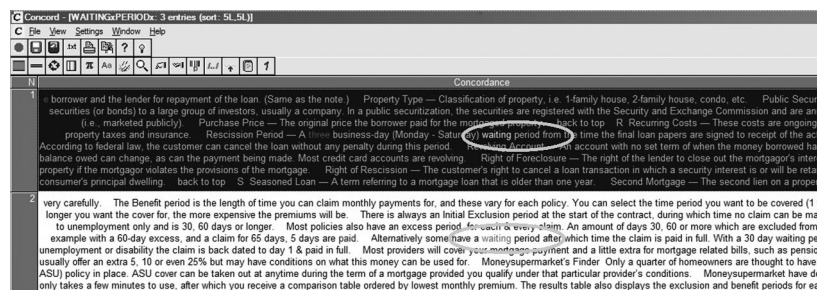 C Concord - [WAITINGxPERIODx: 3 entries (sort: 5L,5L)]
C File View Settings Window Help
.txt ? π Aa 1
N Concordance
1 borrower and the lender for repayment of the loan. (Same as the note.) Property Type — Classification of property, i.e. 1-family house, 2-family house, condo, etc. Public Secur
securities (or bonds) to a large group of investors, usually a company. In a public securitization, the securities are registered with the Security and Exchange Commission and are an
(i.e., marketed publicly). Purchase Price — The original price the borrower paid for the mortgaged property — back to top R Recurring Costs — These costs are ongoing
property taxes and insurance. Rescission Period — A three business-day (Monday - Saturday) waiting period from the time the final loan papers are signed to receipt of the ac
According to federal law, the customer can cancel the loan without any penalty during this period. Revolving Account — An account with no set term of when the money borrowed ha
balance owed can change, as can the payment being made. Most credit card accounts are revolving. Right of Foreclosure — The right of the lender to close out the mortgagor's inter
property if the mortgagor violates the provisions of the mortgage. Right of Rescission — The customer's right to cancel a loan transaction in which a security interest is or will be reta
consumer's principal dwelling. back to top S Seasoned Loan — A term referring to a mortgage loan that is older than one year. Second Mortgage — The second lien on a prope
2 very carefully. The Benefit period is the length of time you can claim monthly payments for, and these vary for each policy. You can select the time period you want to be covered (1
longer you want the cover for, the more expensive the premiums will be. There is always an Initial Exclusion period at the start of the contract, during which time no claim can be ma
to unemployment only and is 30, 60 days or longer. Most policies also have an excess period, for each & every claim. An amount of days 30, 60 or more which are excluded from
example with a 60-day excess, and a claim for 65 days, 5 days are paid. Alternatively some have a waiting period after which time the claim is paid in full. With a 30 day waiting pe
unemployment or disability the claim is back dated to day 1 & paid in full. Most providers will cover your mortgage payment and a little extra for mortgage related bills, such as pensio
usually offer an extra 5, 10 or even 25% but may have conditions on what this money can be used for. Moneysupermarket's Finder Only a quarter of homeowners are thought to have
ASU) policy in place. ASU cover can be taken out at anytime during the term of a mortgage provided you qualify under that particular provider's conditions. Moneysupermarket have de
only takes a few minutes to use, after which you receive a comparison table ordered by lowest monthly premium. The results table also displays the exclusion and benefit periods for ea